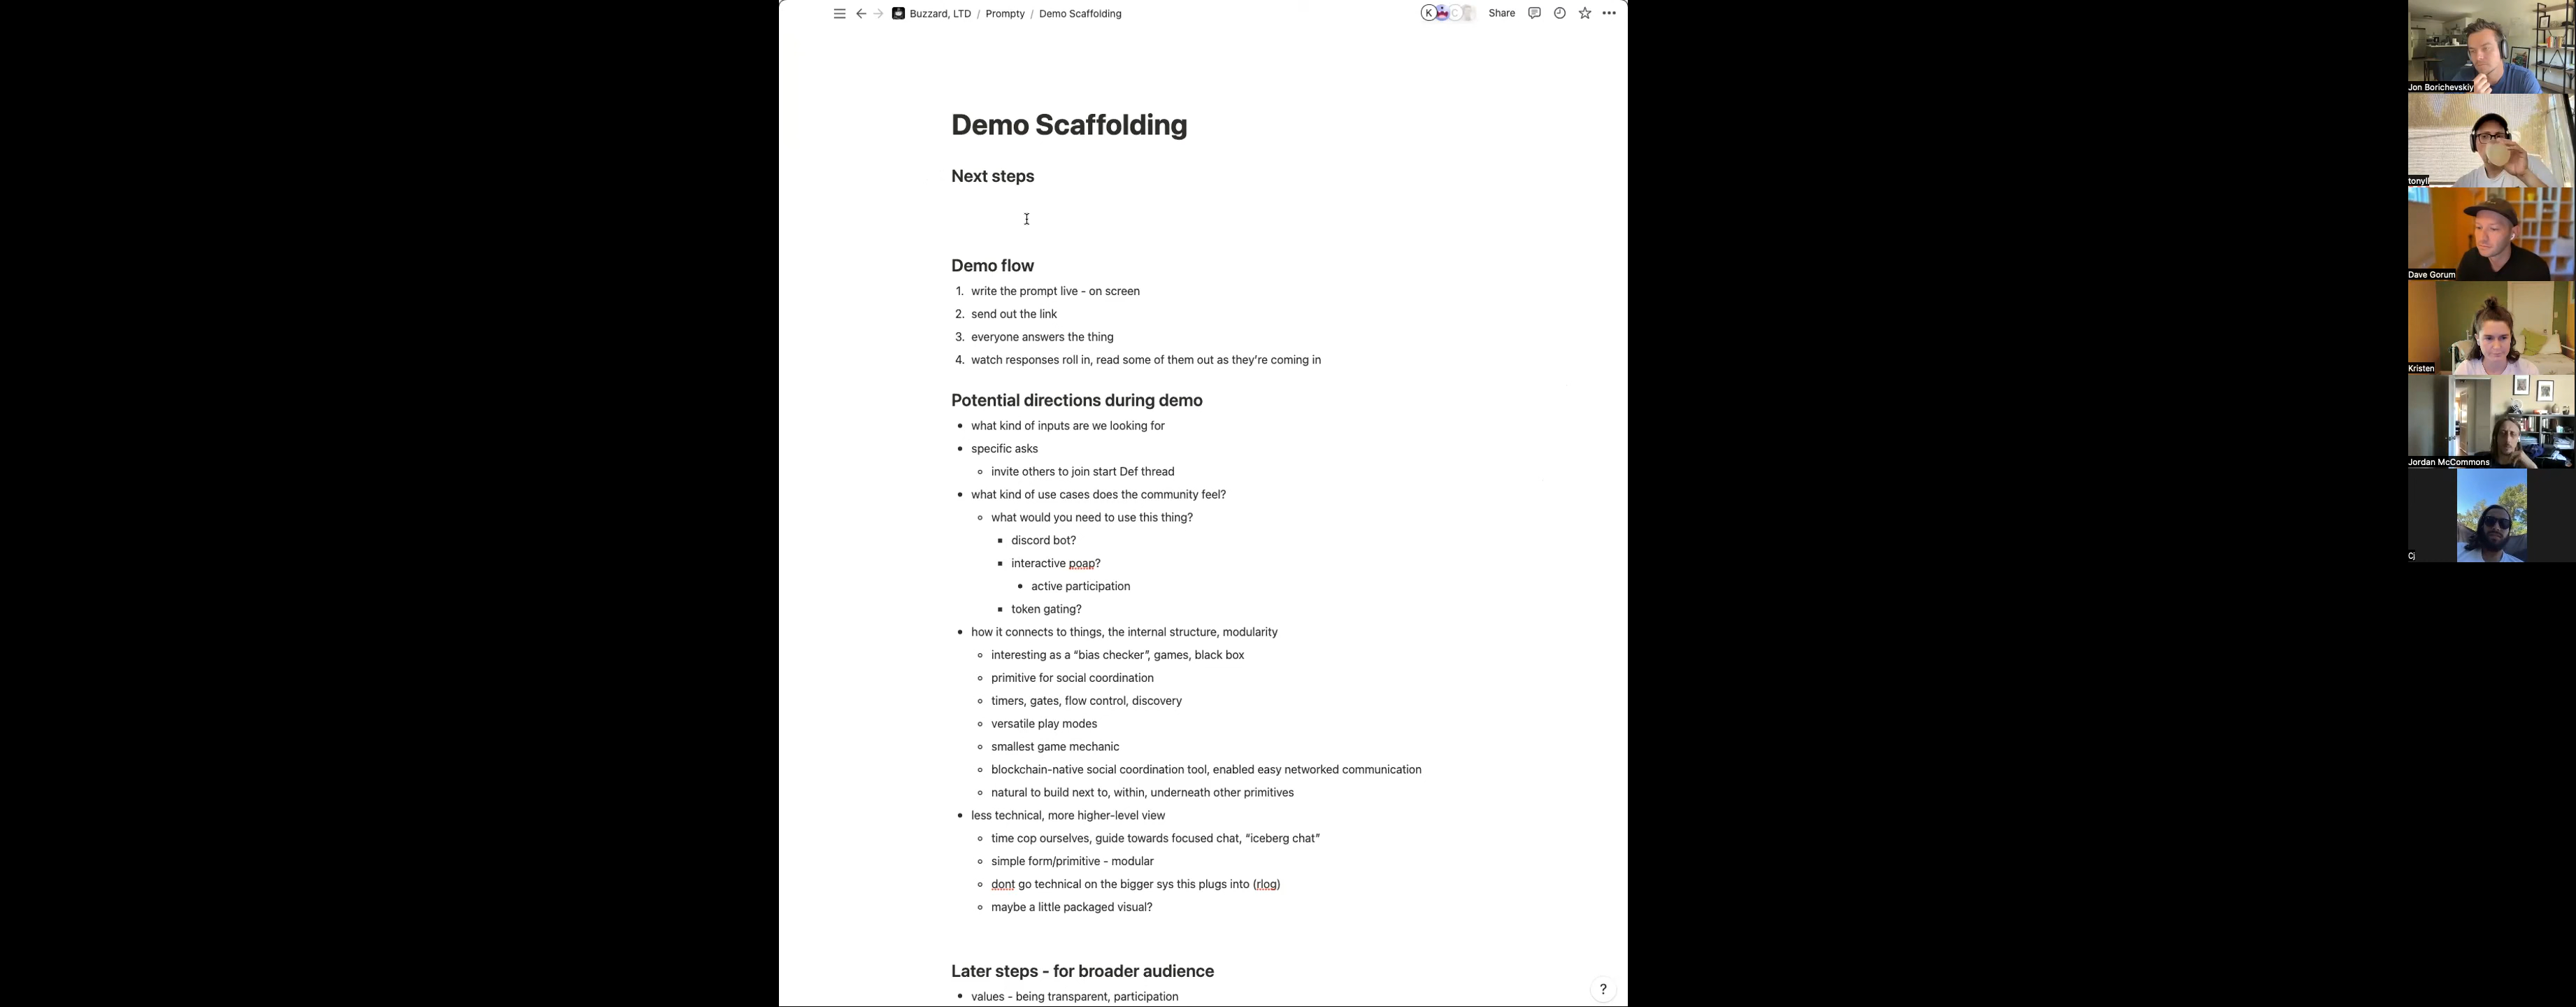 Buzzard, LTD / Prompty / Demo Scaffolding
K C Share
Demo Scaffolding
Next steps
Demo flow
1. write the prompt live - on screen
2. send out the link
3. everyone answers the thing
4. watch responses roll in, read some of them out as they’re coming in
Potential directions during demo
• what kind of inputs are we looking for
• specific asks
◦ invite others to join start Def thread
• what kind of use cases does the community feel?
◦ what would you need to use this thing?
▪ discord bot?
▪ interactive poap?
• active participation
▪ token gating?
• how it connects to things, the internal structure, modularity
◦ interesting as a “bias checker”, games, black box
◦ primitive for social coordination
◦ timers, gates, flow control, discovery
◦ versatile play modes
◦ smallest game mechanic
◦ blockchain-native social coordination tool, enabled easy networked communication
◦ natural to build next to, within, underneath other primitives
• less technical, more higher-level view
◦ time cop ourselves, guide towards focused chat, “iceberg chat”
◦ simple form/primitive - modular
◦ dont go technical on the bigger sys this plugs into (rlog)
◦ maybe a little packaged visual?
Later steps - for broader audience
• values - being transparent, participation
?
Jon Borichevskiy
tonyll
Dave Gorum
Kristen
Jordan McCommons
Cj